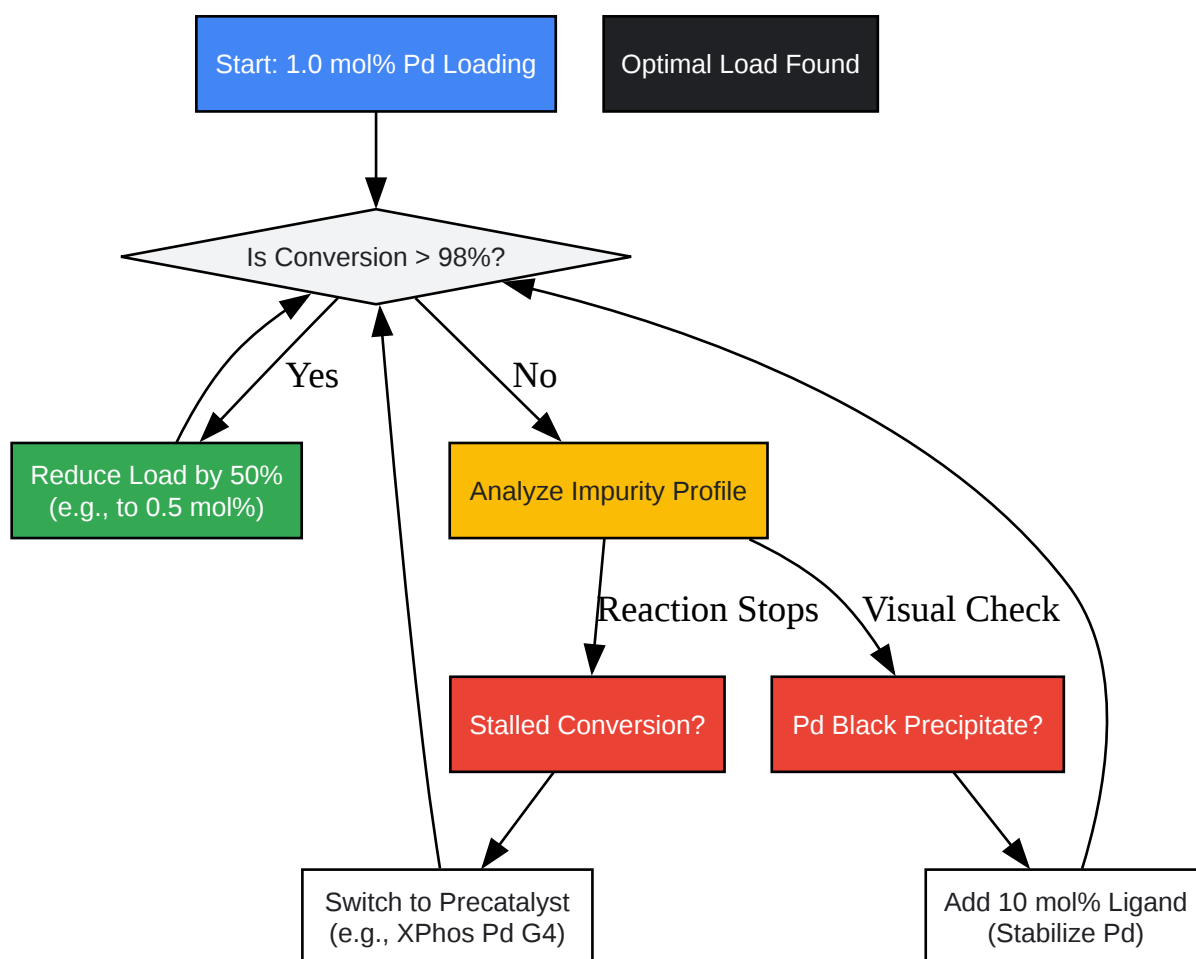 Start: 1.0 mol% Pd Loading
Optimal Load Found
Is Conversion > 98%?
Yes
No
Reduce Load by 50%
(e.g., to 0.5 mol%)
Analyze Impurity Profile
Reaction Stops
Visual Check
Stalled Conversion?
Pd Black Precipitate?
Switch to Precatalyst
(e.g., XPhos Pd G4)
Add 10 mol% Ligand
(Stabilize Pd)